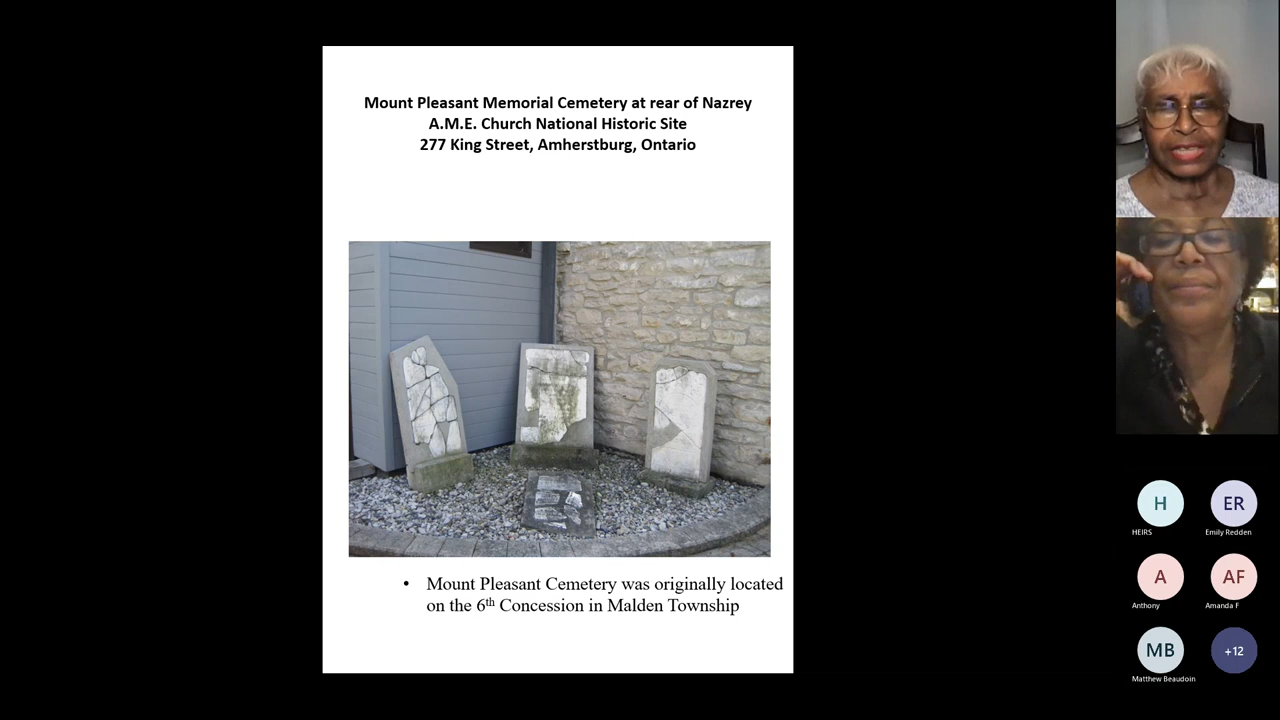 Mount Pleasant Memorial Cemetery at rear of Nazrey
A.M.E. Church National Historic Site
277 King Street, Amherstburg, Ontario
• Mount Pleasant Cemetery was originally located
on the 6th Concession in Malden Township
H
HEIRS
ER
Emily Redden
A
Anthony
AF
Amanda F
MB
Matthew Beaudoin
+12